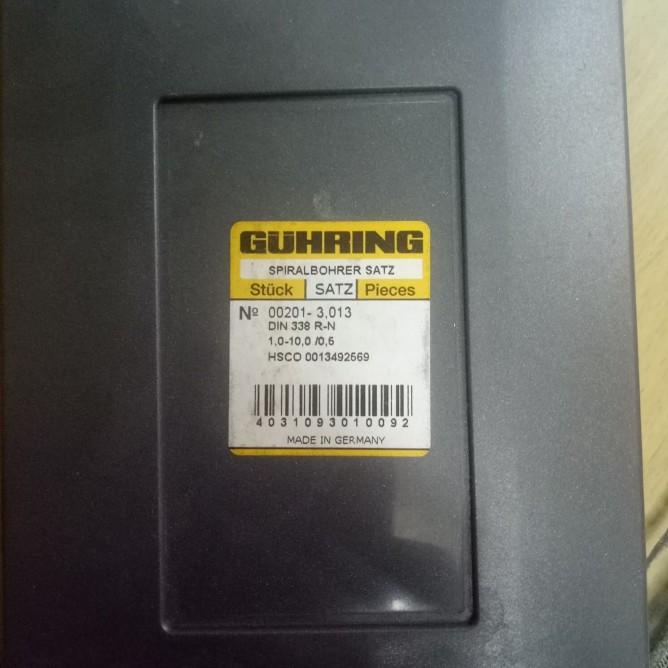 GÜHRING
SPIRALBOHRER SATZ
Stück SATZ Pieces
Nº 00201- 3,013
DIN 338 R-N
1,0-10,0 /0,5
HSCO 0013492569
4031093010092
MADE IN GERMANY